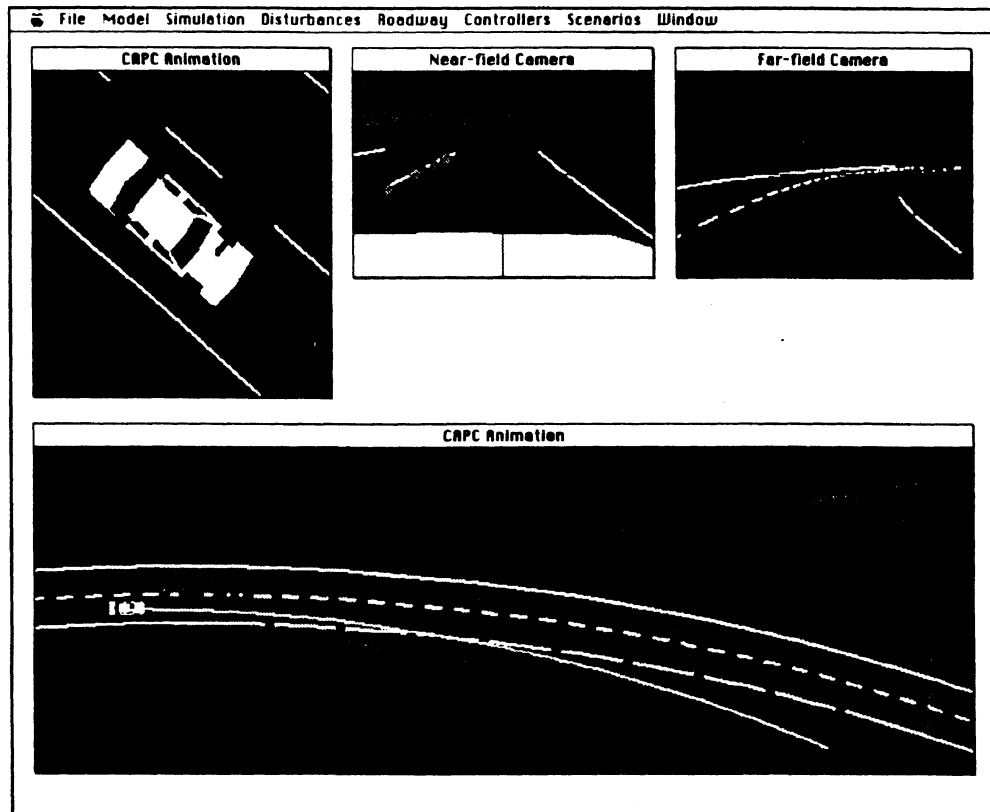 File Model Simulation Disturbances Roadway Controllers Scenarios Window
CAPC Animation
Near-field Camera
Far-field Camera
CAPC Animation